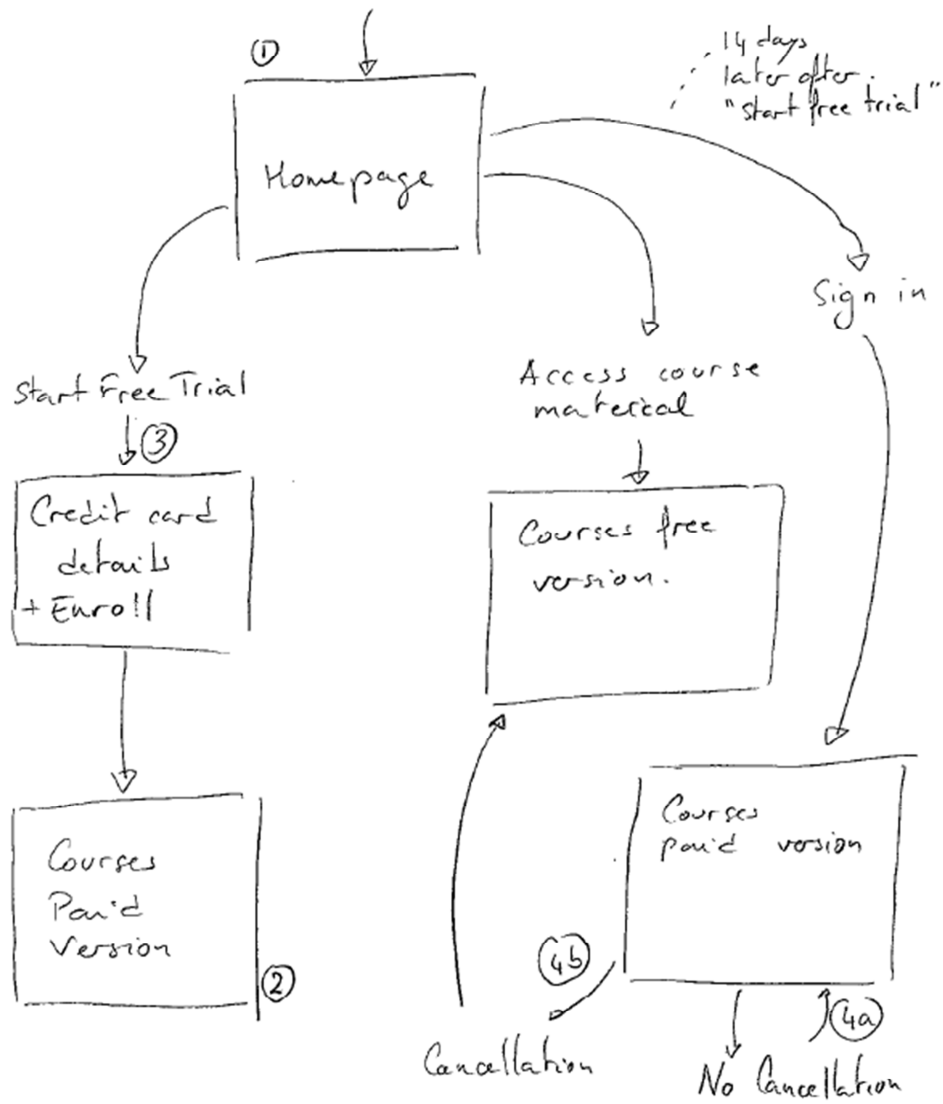 ①
14 days
later after
"start free trial"
Homepage
Sign in
Start Free Trial
Access course
material
③
Credit card
details
+ Enroll
Courses free
version.
Courses
paid version
Courses
Paid
Version
②
4b
4a
Cancellation
No Cancellation